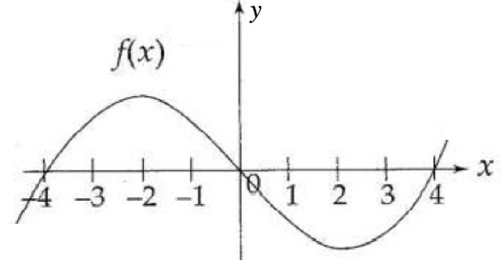 y
f(x)
x
–4 –3 –2 –1 0 1 2 3 4